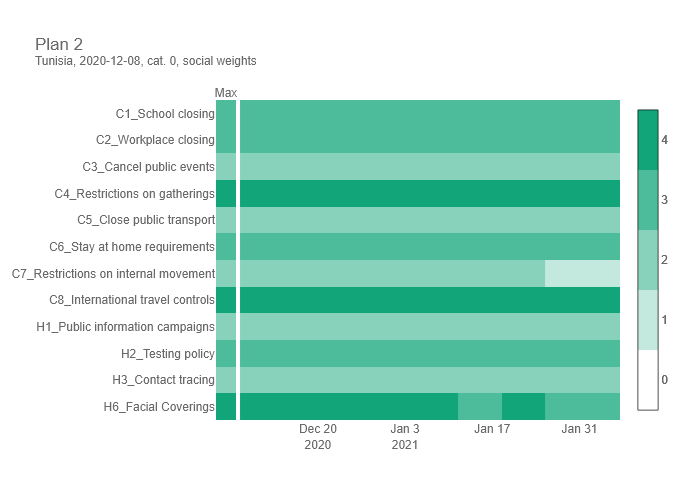 Plan 2
Tunisia, 2020-12-08, cat. 0, social weights
Max
C1_School closing
C2_Workplace closing
C3_Cancel public events
C4_Restrictions on gatherings
C5_Close public transport
C6_Stay at home requirements
C7_Restrictions on internal movement
C8_International travel controls
H1_Public information campaigns
H2_Testing policy
H3_Contact tracing
H6_Facial Coverings
Dec 20 Jan 3 Jan 17 Jan 31
2020 2021
4
3
2
1
0